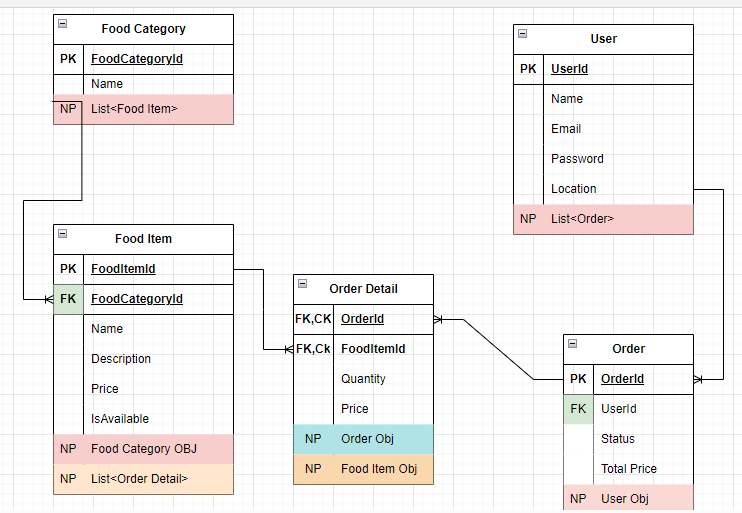 Food Category
PK FoodCategoryId
Name
NP List<Food Item>
User
PK UserId
Name
Email
Password
Location
NP List<Order>
Food Item
PK FoodItemId
FK FoodCategoryId
Name
Description
Price
IsAvailable
NP Food Category OBJ
NP List<Order Detail>
Order Detail
FK,CK OrderId
FK,Ck FoodItemId
Quantity
Price
NP Order Obj
NP Food Item Obj
Order
PK OrderId
FK UserId
Status
Total Price
NP User Obj